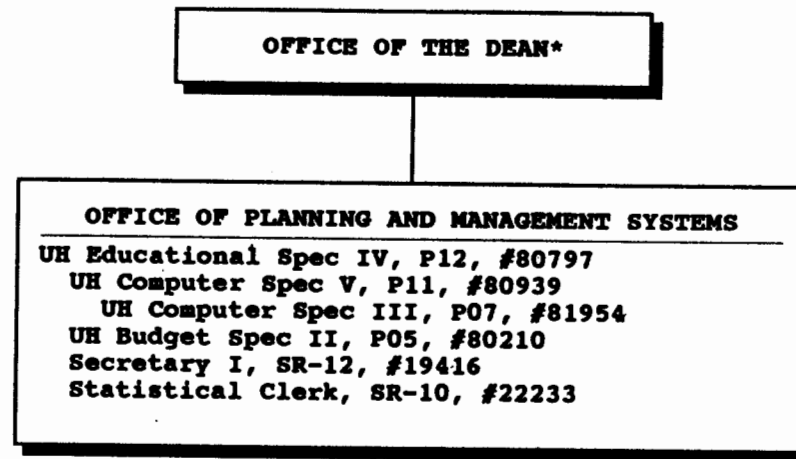 OFFICE OF THE DEAN*
OFFICE OF PLANNING AND MANAGEMENT SYSTEMS
UH Educational Spec IV, P12, #80797
UH Computer Spec V, P11, #80939
UH Computer Spec III, P07, #81954
UH Budget Spec II, P05, #80210
Secretary I, SR-12, #19416
Statistical Clerk, SR-10, #22233